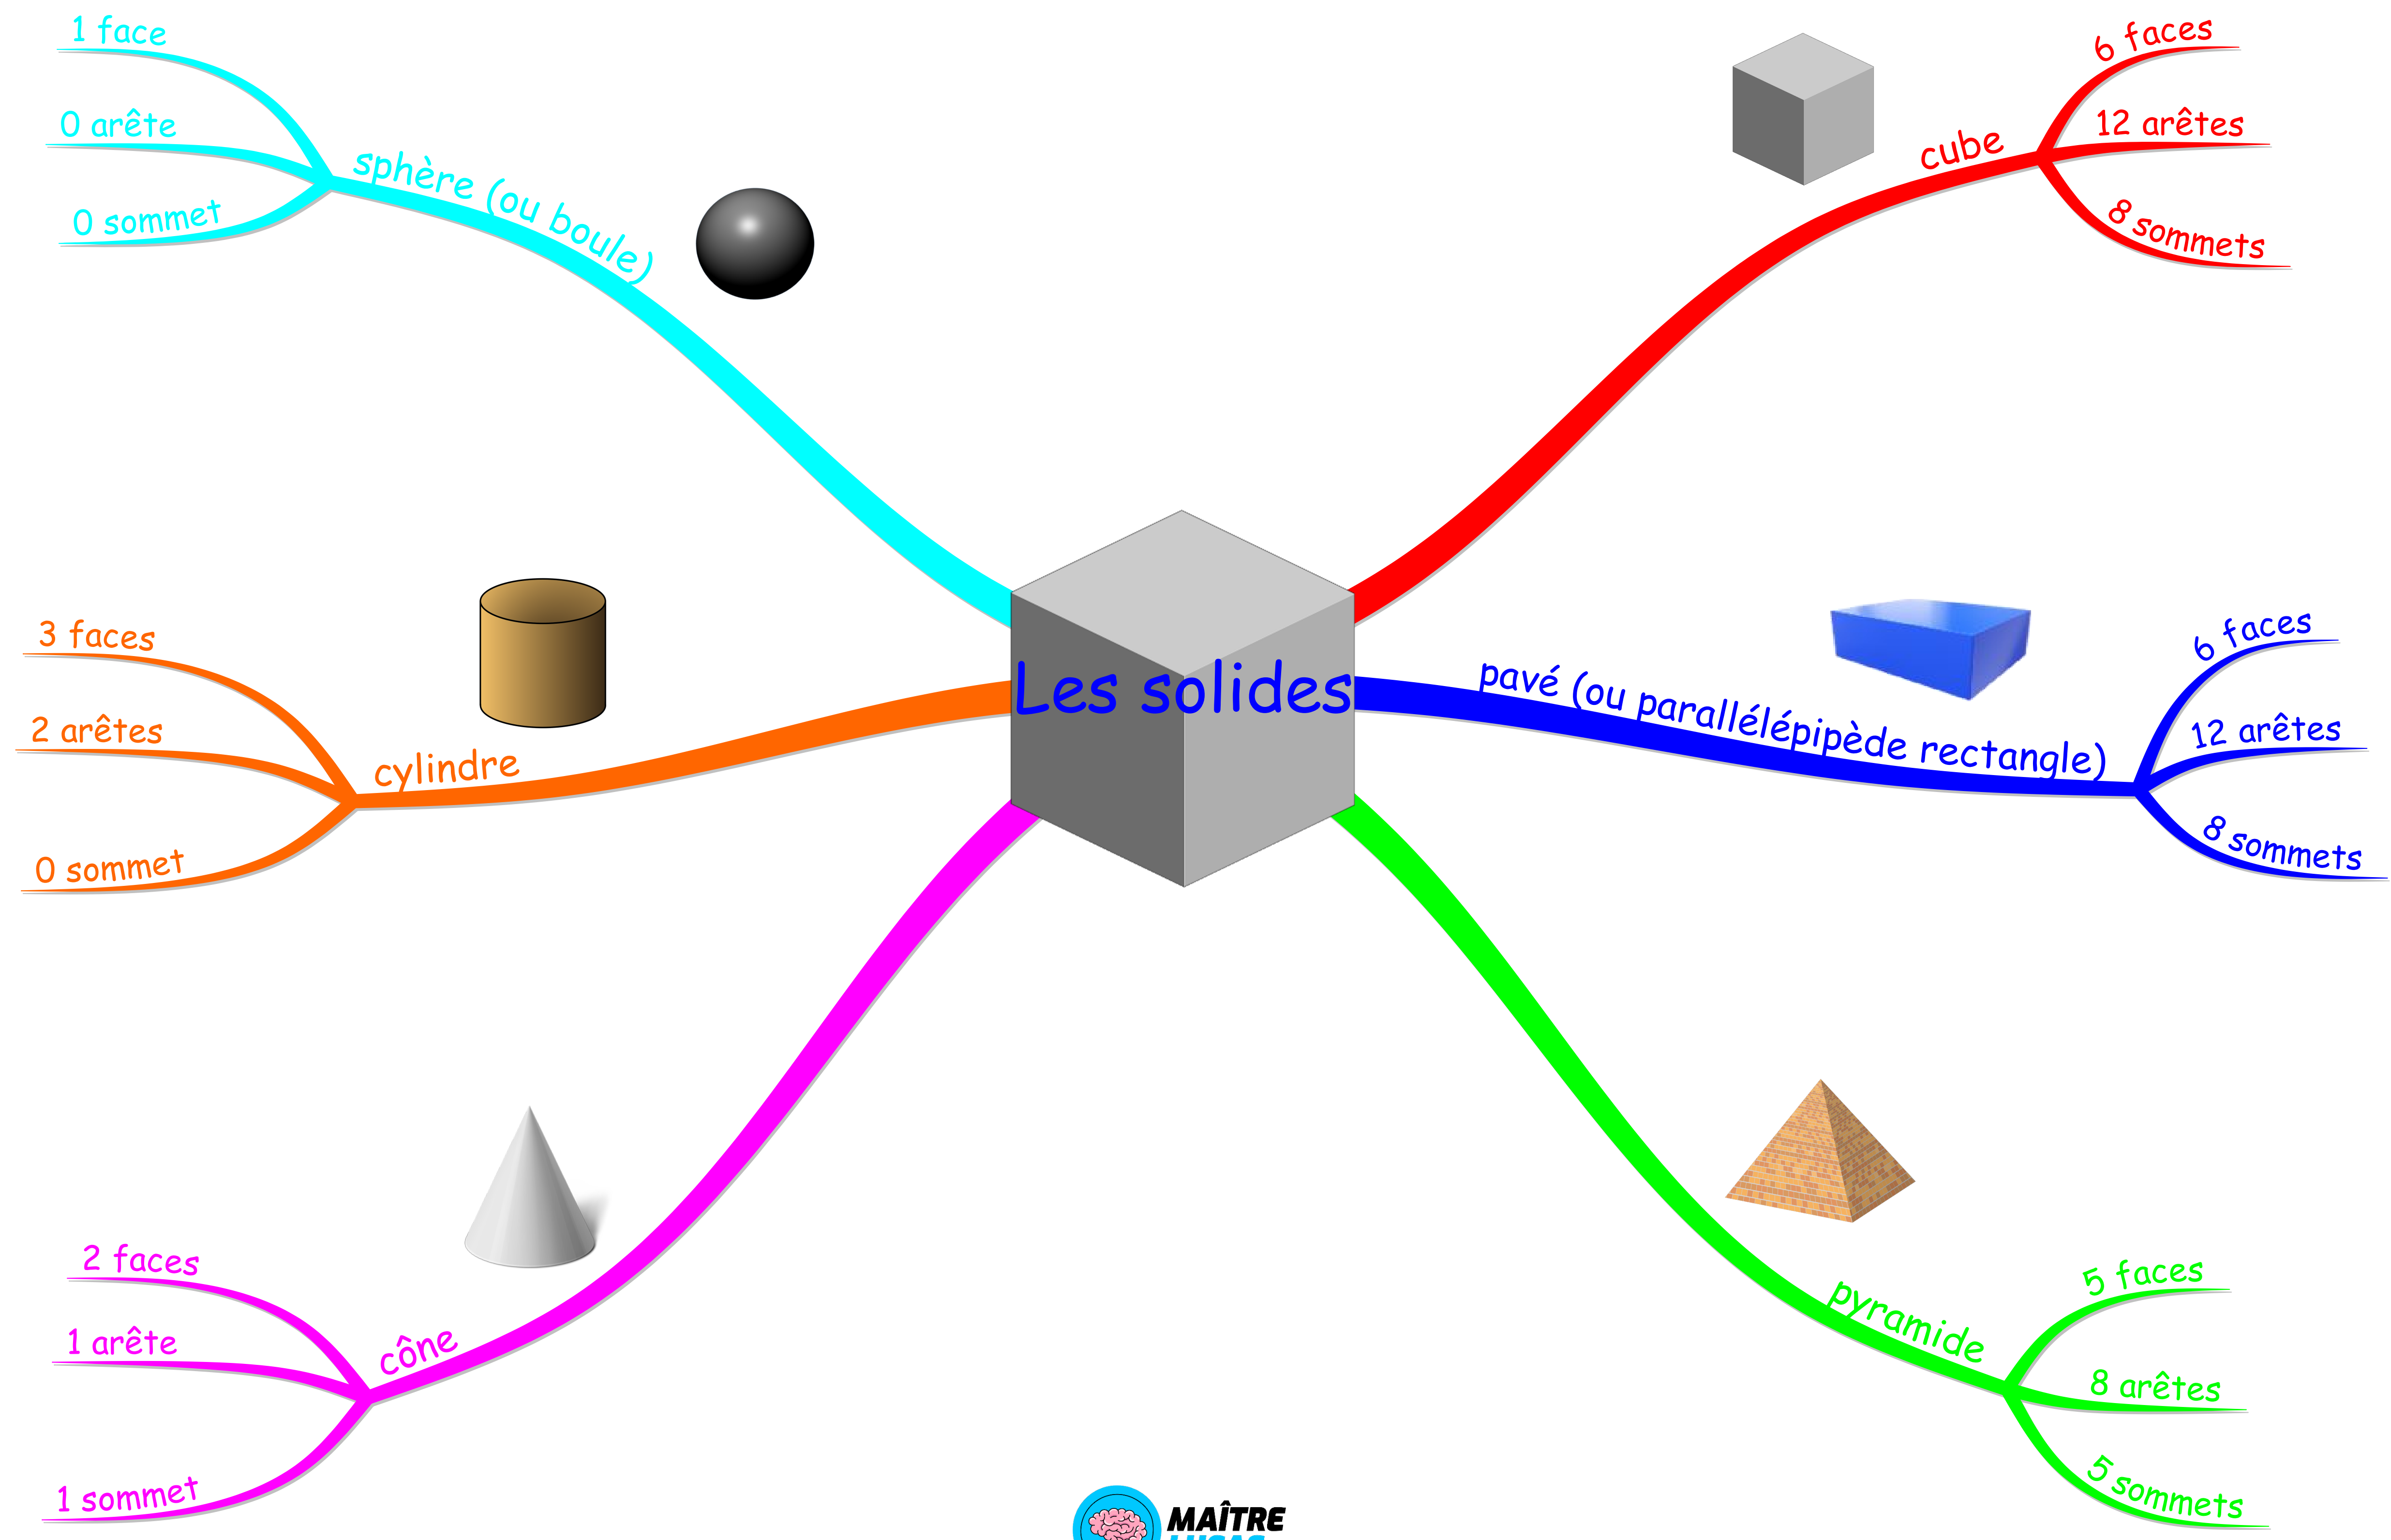 Les solides
cube
6 faces
12 arêtes
8 sommets
pavé (ou parallélépipède rectangle)
6 faces
12 arêtes
8 sommets
pyramide
5 faces
8 arêtes
5 sommets
cône
2 faces
1 arête
1 sommet
cylindre
3 faces
2 arêtes
0 sommet
sphère (ou boule)
1 face
0 arête
0 sommet
MAÎTRE
LUCAS